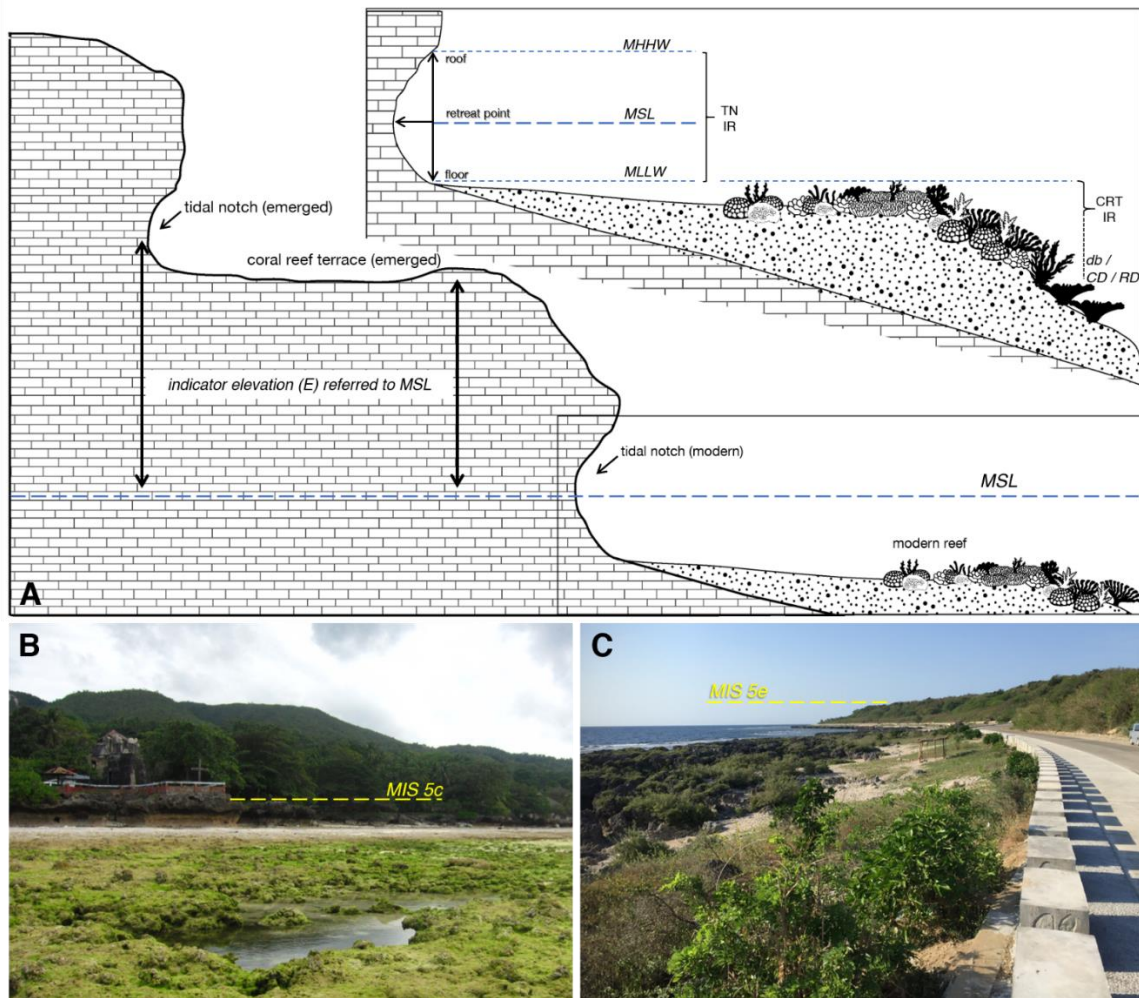 MHHW
roof
retreat point
MSL
TN
IR
floor
MLLW
CRT
IR
db /
CD / RD
tidal notch (emerged)
coral reef terrace (emerged)
indicator elevation (E) referred to MSL
tidal notch (modern)
MSL
modern reef
A
B
MIS 5c
C
MIS 5e